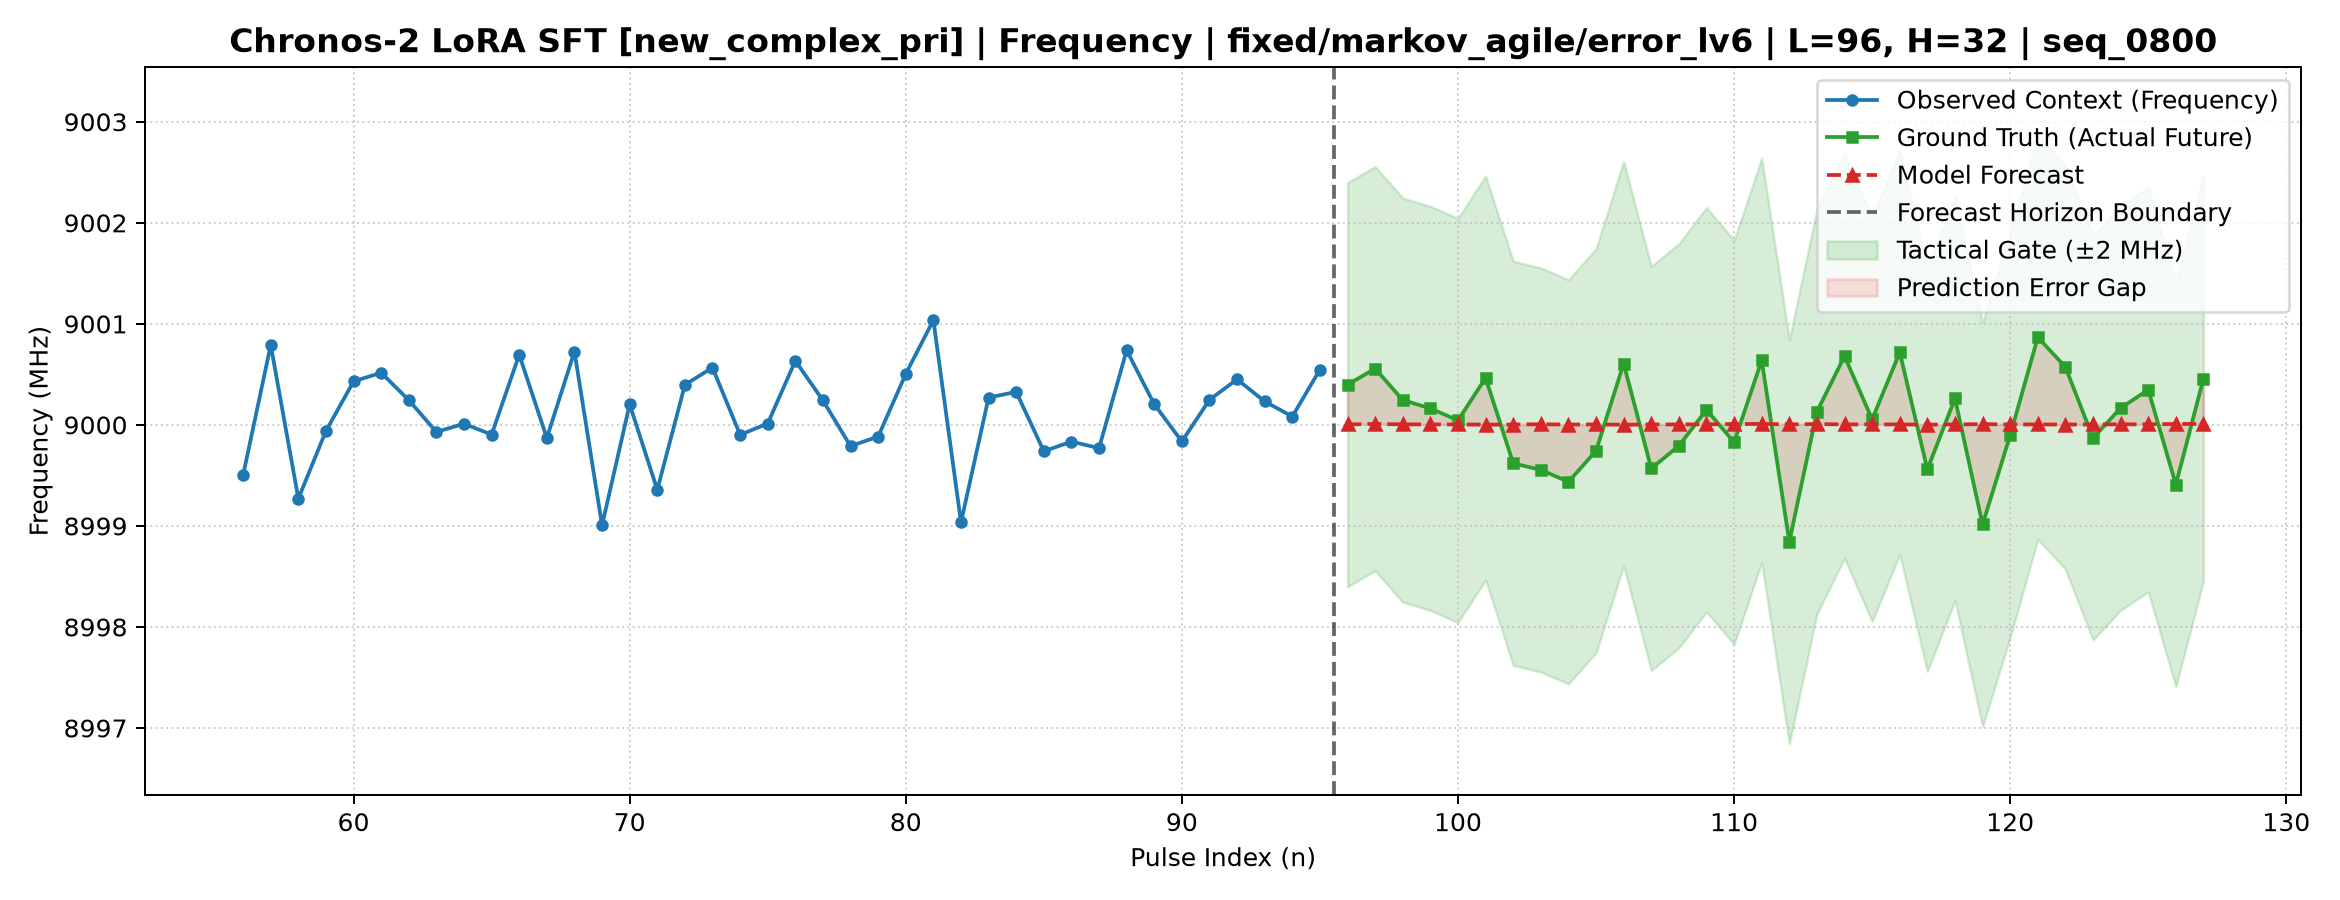 Chronos-2 LoRA SFT [new_complex_pri] | Frequency | fixed/markov_agile/error_lv6 | L=96, H=32 | seq_0800
Observed Context (Frequency)
Ground Truth (Actual Future)
Model Forecast
Forecast Horizon Boundary
Tactical Gate (±2 MHz)
Prediction Error Gap
Frequency (MHz)
9003
9002
9001
9000
8999
8998
8997
60 70 80 90 100 110 120 130
Pulse Index (n)